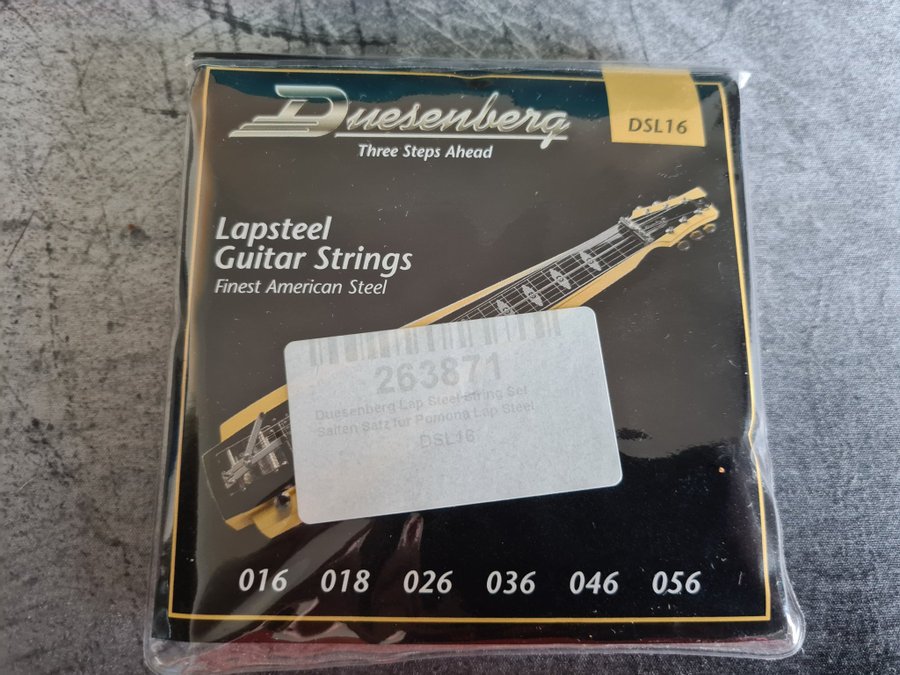 Duesenberg
DSL16
Three Steps Ahead
Lapsteel
Guitar Strings
Finest American Steel
263871
Duesenberg Lap Steel String Set
Saiten Satz für Pomona Lap Steel
DSL16
016 018 026 036 046 056